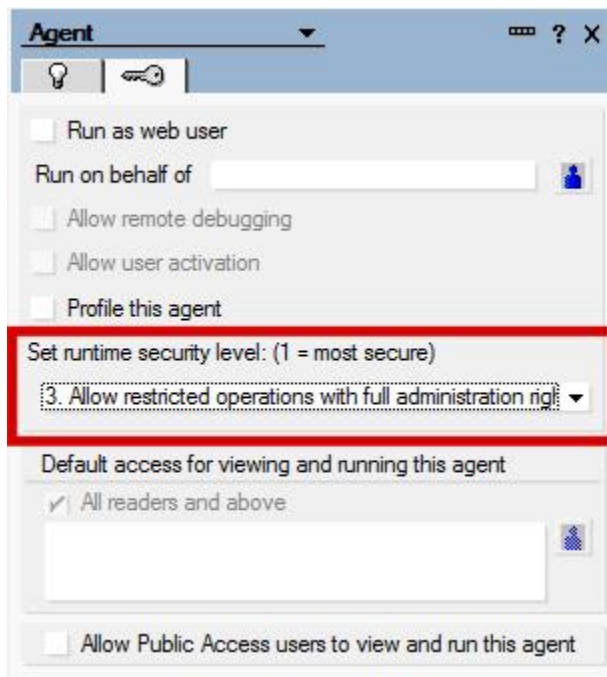 Agent
?
X
Run as web user
Run on behalf of
Allow remote debugging
Allow user activation
Profile this agent
Set runtime security level: (1 = most secure)
3. Allow restricted operations with full administration
Default access for viewing and running this agent
All readers and above
Allow Public Access users to view and run this agent